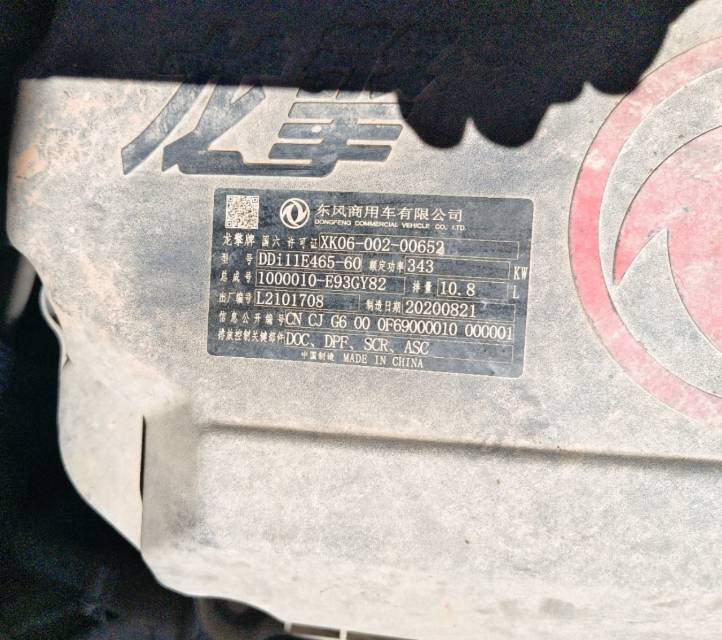 龙擎
东风商用车有限公司
DONGFENG COMMERCIAL VEHICLE CO., LTD.
龙擎牌 国六 许可证 XK06-002-00652
型 号 DDi11E465-60 额定功率 343 KW
总成号 1000010-E93GY82 排量 10.8 L
出厂编号 L2101708 制造日期 20200821
信息公开编号 CN CJ G6 00 0F69000010 000001
排放控制关键部件 DOC、DPF、SCR、ASC
中国制造 MADE IN CHINA